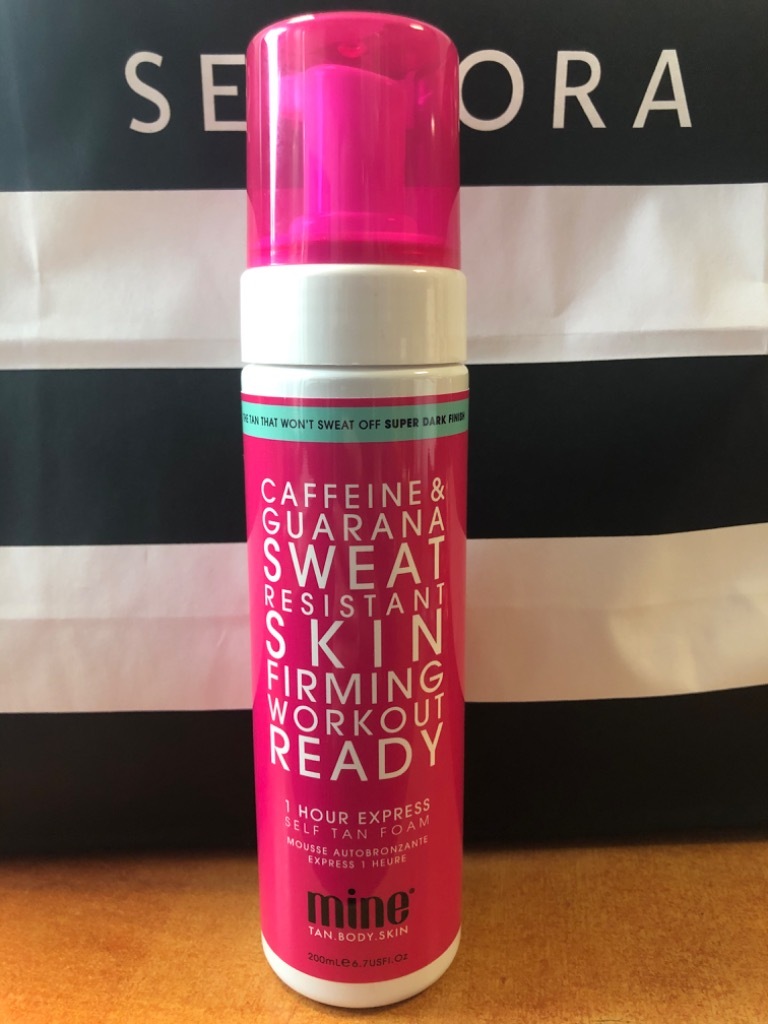 SE ORA
THE TAN THAT WON'T SWEAT OFF SUPER DARK FINISH
CAFFEINE &
GUARANA
SWEAT
RESISTANT
SKIN
FIRMING
WORKOUT
READY
1 HOUR EXPRESS
SELF TAN FOAM
MOUSSE AUTOBRONZANTE
EXPRESS 1 HEURE
mine®
TAN.BODY.SKIN
200mL℮6.7USFl.Oz